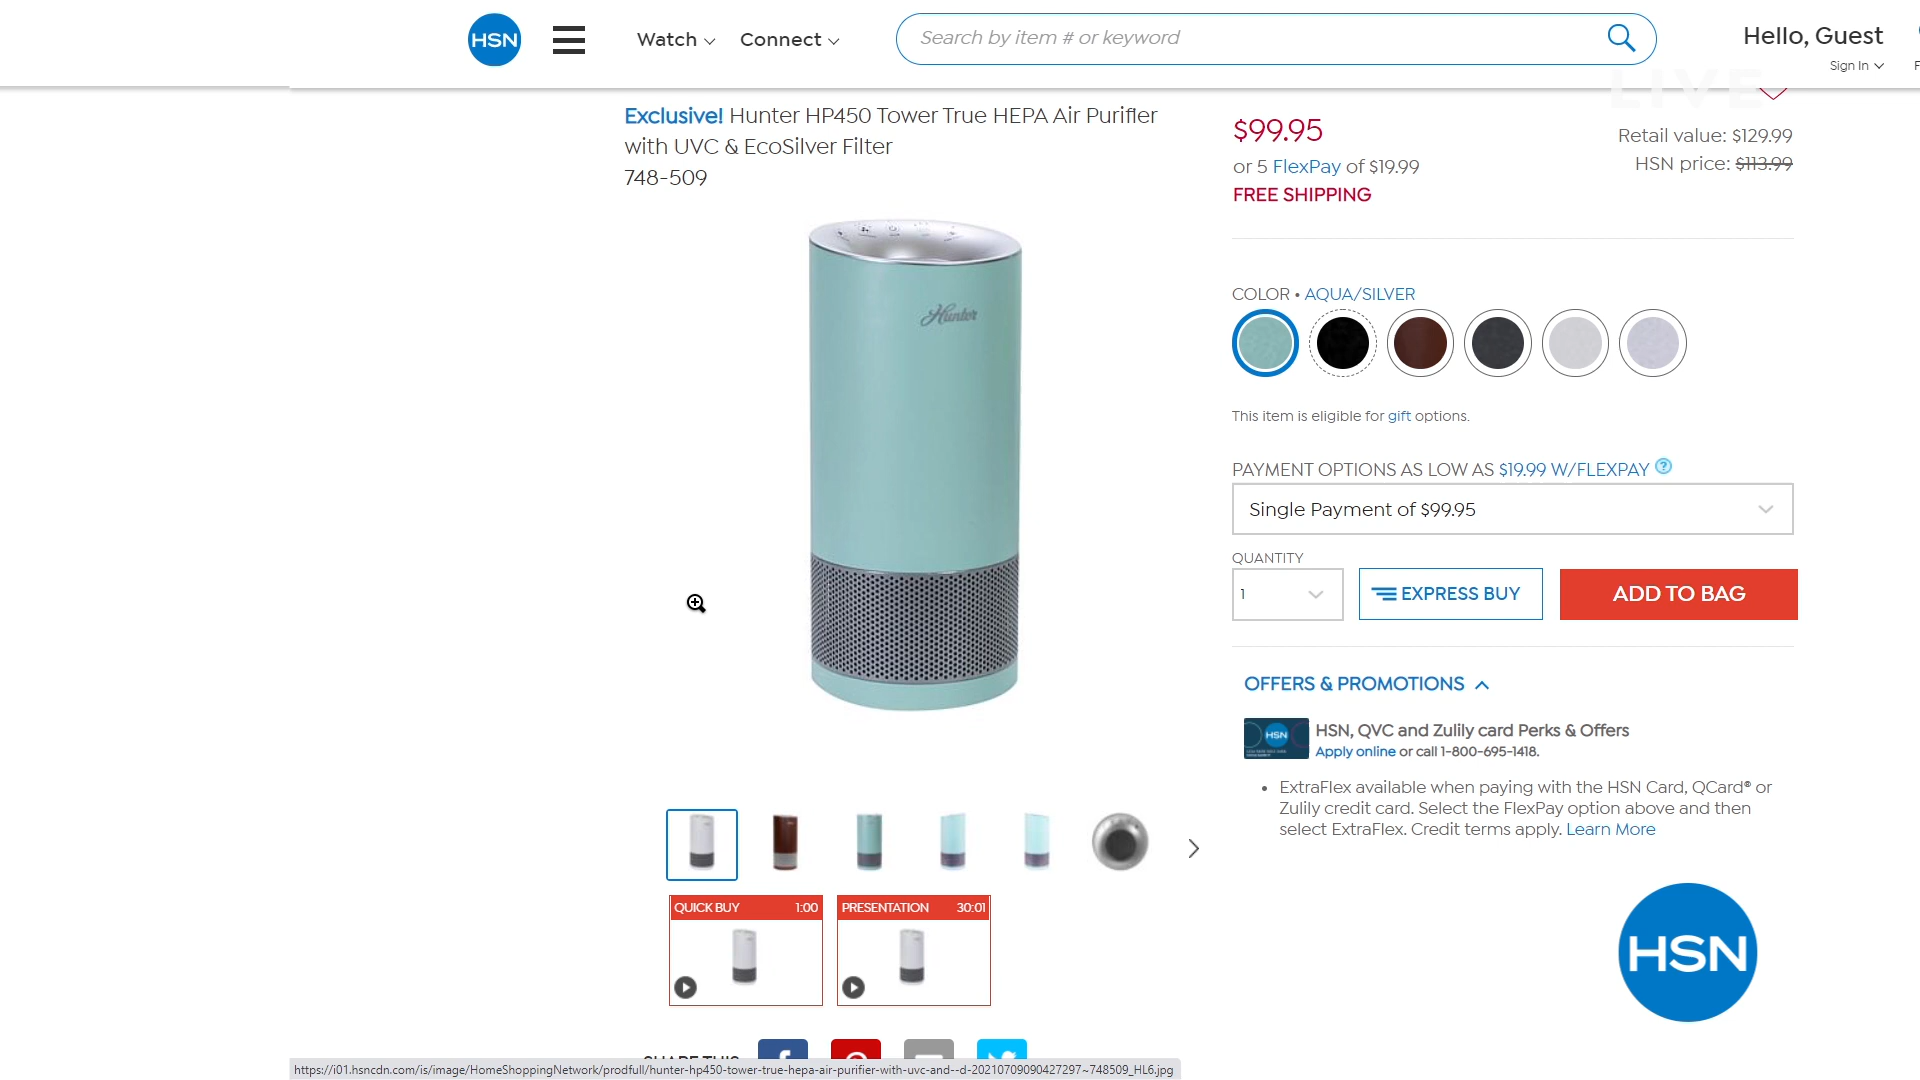 HSN
Watch
Connect
Search by item # or keyword
Hello, Guest
Sign In
LIVE
Exclusive! Hunter HP450 Tower True HEPA Air Purifier
with UVC & EcoSilver Filter
748-509
$99.95
or 5 FlexPay of $19.99
FREE SHIPPING
Retail value: $129.99
HSN price: $113.99
Hunter
COLOR • AQUA/SILVER
This item is eligible for gift options.
PAYMENT OPTIONS AS LOW AS $19.99 W/FLEXPAY ?
Single Payment of $99.95
QUANTITY
1
EXPRESS BUY
ADD TO BAG
OFFERS & PROMOTIONS
HSN
HSN, QVC and Zulily card Perks & Offers
Apply online or call 1-800-695-1418.
• ExtraFlex available when paying with the HSN Card, QCard® or
Zulily credit card. Select the FlexPay option above and then
select ExtraFlex. Credit terms apply. Learn More
QUICK BUY 1:00
PRESENTATION 30:01
HSN
SHARE THIS
https://i01.hsncdn.com/is/image/HomeShoppingNetwork/prodfull/hunter-hp450-tower-true-hepa-air-purifier-with-uvc-and--d-20210709090427297~748509_HL6.jpg